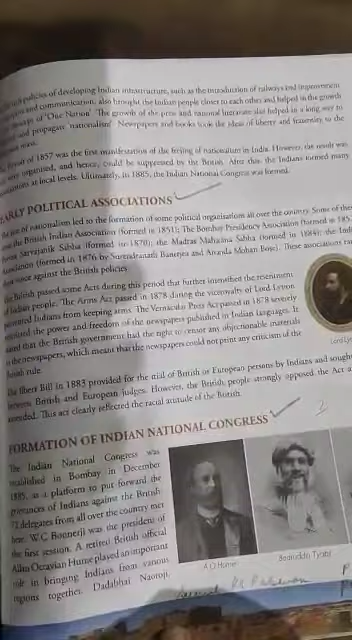 policies of developing Indian infrastructure, such as the introduction of railways and improvement
and communication, also brought the Indian people closer to each other and helped in the growth
of 'One Nation'. The growth of the press and national literature also helped in a long way to
and propagate nationalism. Newspapers and books took the ideas of liberty and fraternity to the
of 1857 was the first manifestation of the feeling of nationalism in India. However, the revolt was
organised, and hence, could be suppressed by the British. After this, the Indians formed many
at local levels. Ultimately, in 1885, the Indian National Congress was formed.
EARLY POLITICAL ASSOCIATIONS
of nationalism led to the formation of some political organisations all over the country. Some of these
the British Indian Association (formed in 1851); The Bombay Presidency Association (formed in 185
Sarvajanik Sabha (formed in 1870); the Madras Mahajana Sabha (formed in 1884); the Ind
Association (formed in 1876 by Surendranath Banerjea and Ananda Mohan Bose). These associations rai
voice against the British policies.
The British passed some Acts during this period that further intensified the resentment
of Indian people. The Arms Act passed in 1878 during the viceroyalty of Lord Lytton
prevented Indians from keeping arms. The Vernacular Press Act passed in 1878 severely
the power and freedom of the newspapers published in Indian languages. It
stated that the British government had the right to censor any objectionable materials
in the newspapers, which meant that the newspapers could not print any criticism of the
British rule.
Lord Lyt
The Ilbert Bill in 1883 provided for the trial of British or European persons by Indians and sought
between British and European judges. However, the British people strongly opposed the Act a
amended. This act clearly reflected the racial attitude of the British.
FORMATION OF INDIAN NATIONAL CONGRESS
The Indian National Congress was
established in Bombay in December
1885, as a platform to put forward the
grievances of Indians against the British.
72 delegates from all over the country met
here. W.C Bonnerji was the president of
the first session. A retired British official
Allan Octavian Hume played an important
role in bringing Indians from various
regions together. Dadabhai Naoroji,
A O Hume
Badruddin Tyabji
P